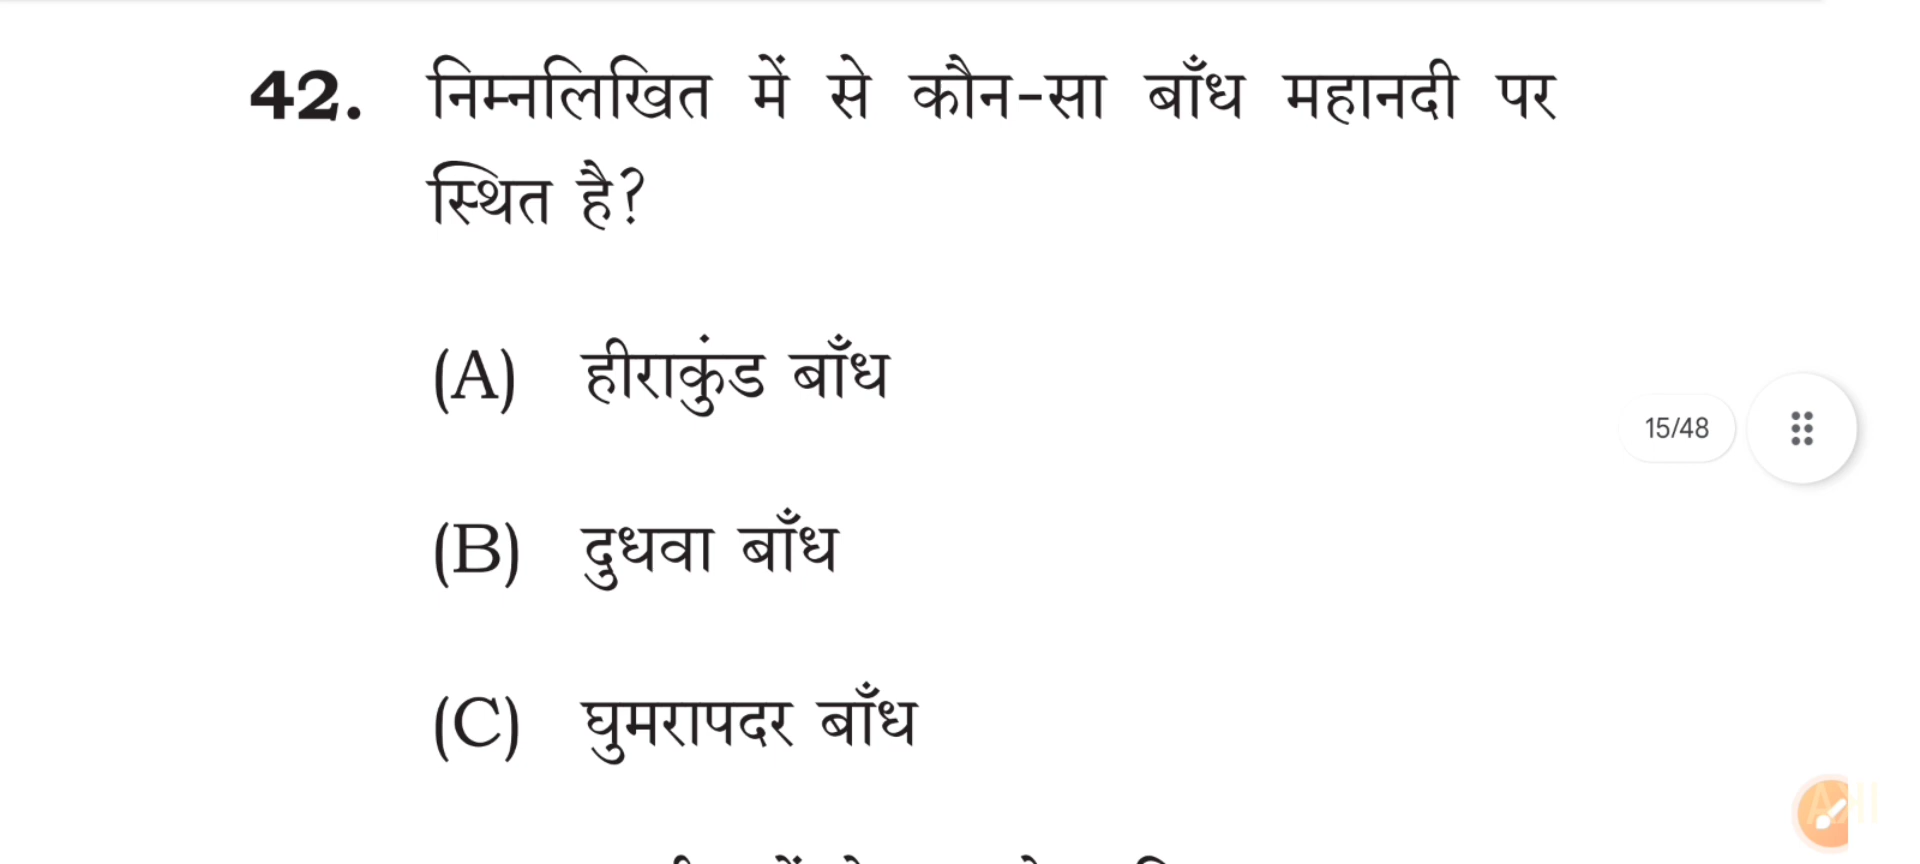 42. निम्नलिखित में से कौन-सा बाँध महानदी पर
स्थित है?
(A) हीराकुंड बाँध
15/48
(B) दुधवा बाँध
(C) घुमरापदर बाँध